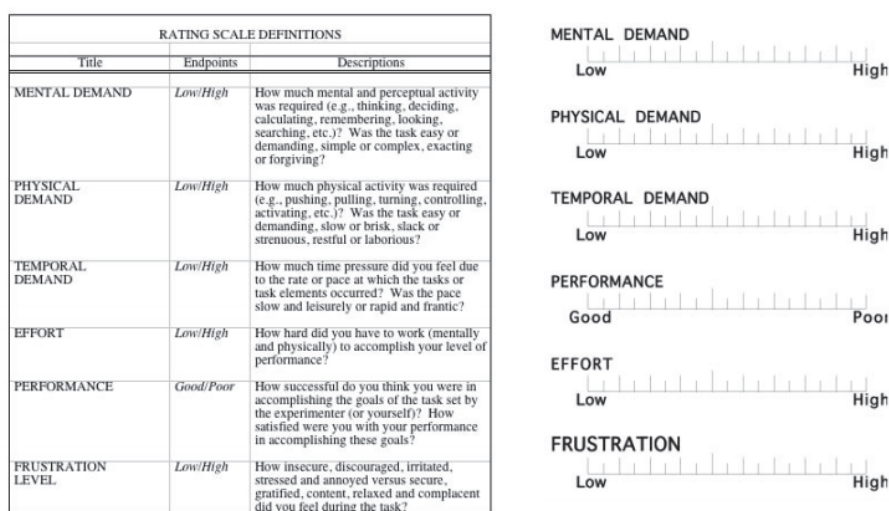 RATING SCALE DEFINITIONS
Title Endpoints Descriptions
MENTAL DEMAND Low/High How much mental and perceptual activity
was required (e.g., thinking, deciding,
calculating, remembering, looking,
searching, etc.)? Was the task easy or
demanding, simple or complex, exacting
or forgiving?
PHYSICAL Low/High How much physical activity was required
DEMAND (e.g., pushing, pulling, turning, controlling,
activating, etc.)? Was the task easy or
demanding, slow or brisk, slack or
strenuous, restful or laborious?
TEMPORAL Low/High How much time pressure did you feel due
DEMAND to the rate or pace at which the tasks or
task elements occurred? Was the pace
slow and leisurely or rapid and frantic?
EFFORT Low/High How hard did you have to work (mentally
and physically) to accomplish your level of
performance?
PERFORMANCE Good/Poor How successful do you think you were in
accomplishing the goals of the task set by
the experimenter (or yourself)? How
satisfied were you with your performance
in accomplishing these goals?
FRUSTRATION Low/High How insecure, discouraged, irritated,
LEVEL stressed and annoyed versus secure,
gratified, content, relaxed and complacent
did you feel during the task?
MENTAL DEMAND
Low High
PHYSICAL DEMAND
Low High
TEMPORAL DEMAND
Low High
PERFORMANCE
Good Poor
EFFORT
Low High
FRUSTRATION
Low High